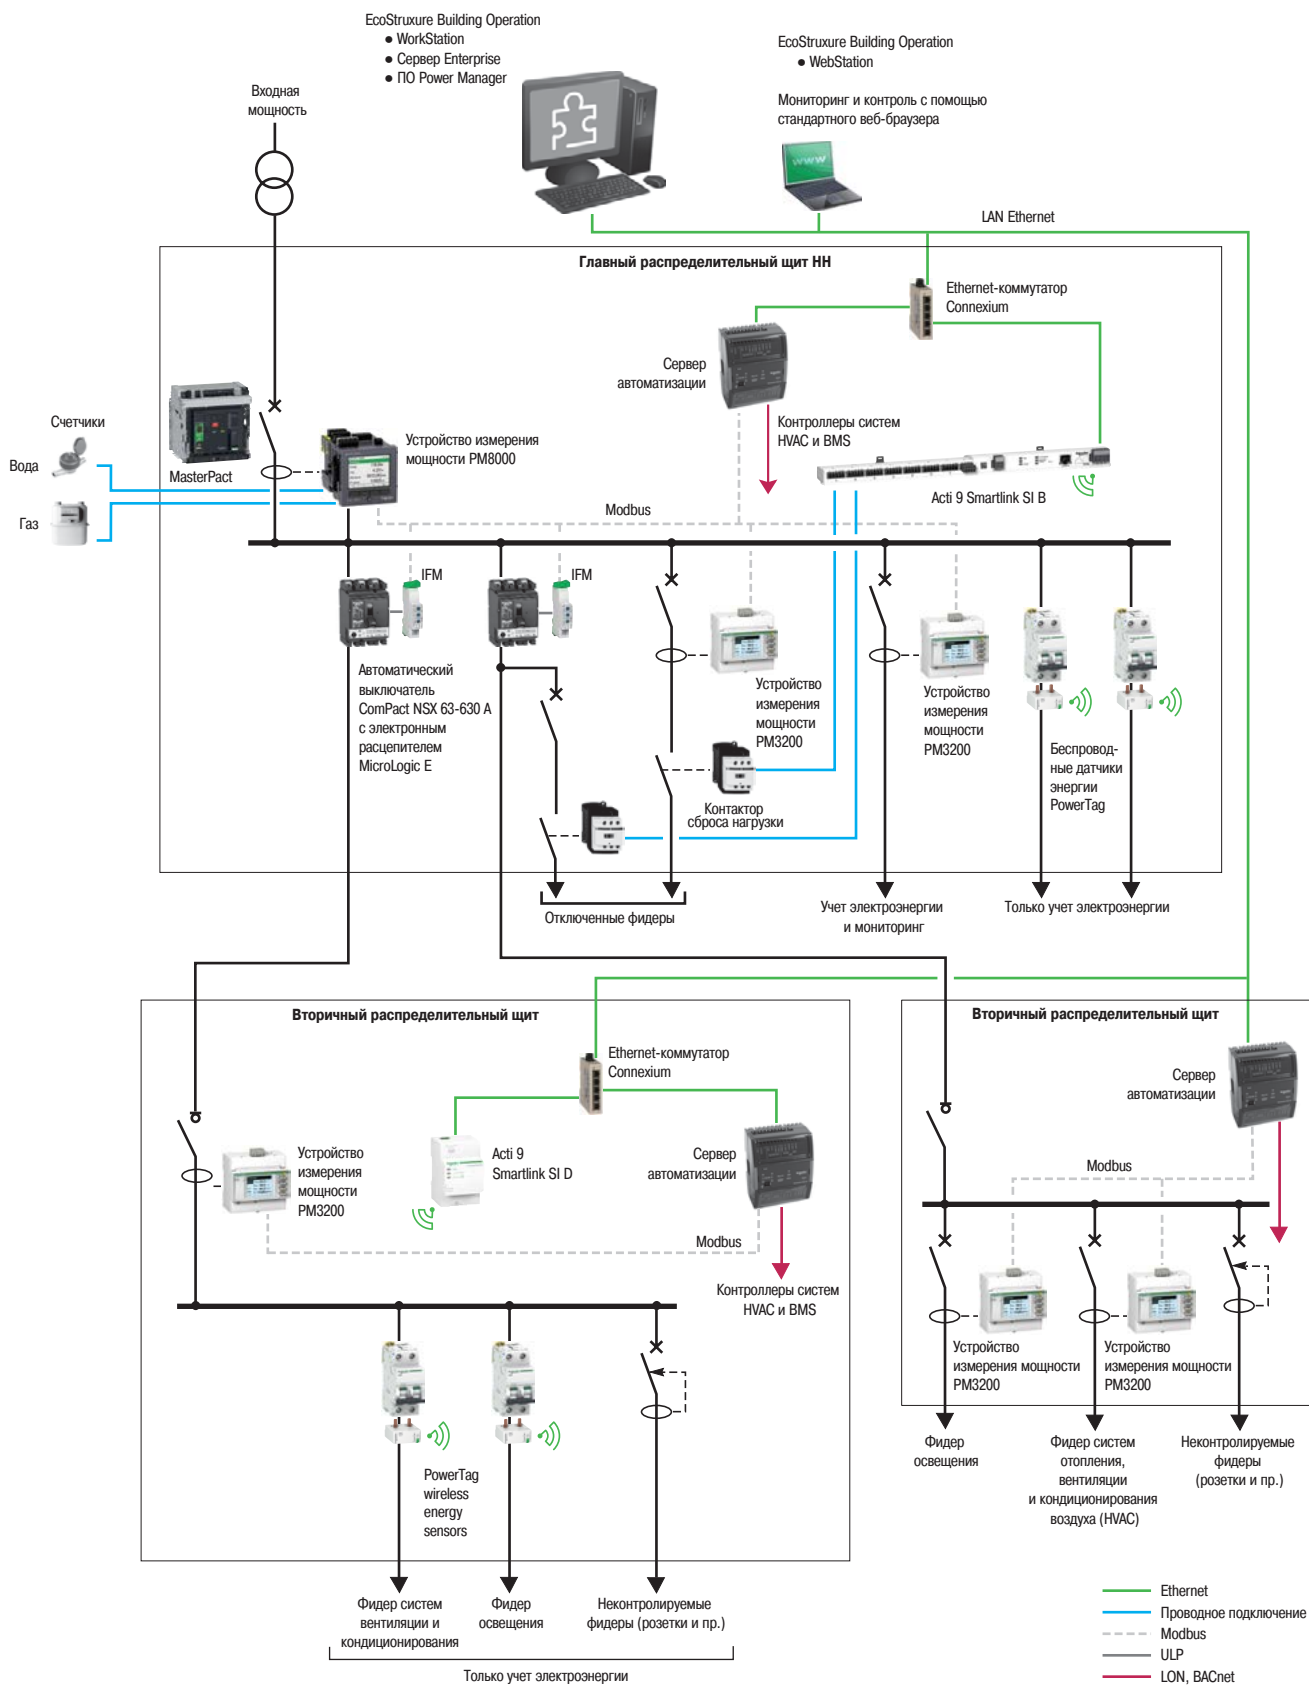 EcoStruxure Building Operation
● WorkStation
● Сервер Enterprise
● ПО Power Manager
EcoStruxure Building Operation
● WebStation
Мониторинг и контроль с помощью
стандартного веб-браузера
Входная
мощность
www
LAN Ethernet
Главный распределительный щит НН
Ethernet-коммутатор
Connexium
Сервер
автоматизации
Счетчики
Вода
Газ
MasterPact
Устройство измерения
мощности PM8000
Контроллеры систем
HVAC и BMS
Acti 9 Smartlink SI B
Modbus
IFM
IFM
Автоматический
выключатель
ComPact NSX 63-630 A
с электронным
расцепителем
MicroLogic E
Устройство
измерения
мощности
PM3200
Устройство
измерения
мощности
PM3200
Беспровод-
ные датчики
энергии
PowerTag
Контактор
сброса нагрузки
Отключенные фидеры
Учет электроэнергии
и мониторинг
Только учет электроэнергии
Вторичный распределительный щит
Ethernet-коммутатор
Connexium
Устройство
измерения
мощности
PM3200
Acti 9
Smartlink SI D
Сервер
автоматизации
Modbus
Контроллеры систем
HVAC и BMS
PowerTag
wireless
energy
sensors
Фидер систем
вентиляции и
кондиционирования
Фидер
освещения
Неконтролируемые
фидеры (розетки и пр.)
Только учет электроэнергии
Вторичный распределительный щит
Сервер
автоматизации
Modbus
Устройство
измерения мощности
PM3200
Устройство
измерения мощности
PM3200
Фидер
освещения
Фидер систем
отопления,
вентиляции
и кондиционирования
воздуха (HVAC)
Неконтролируемые
фидеры
(розетки и пр.)
Ethernet
Проводное подключение
Modbus
ULP
LON, BACnet